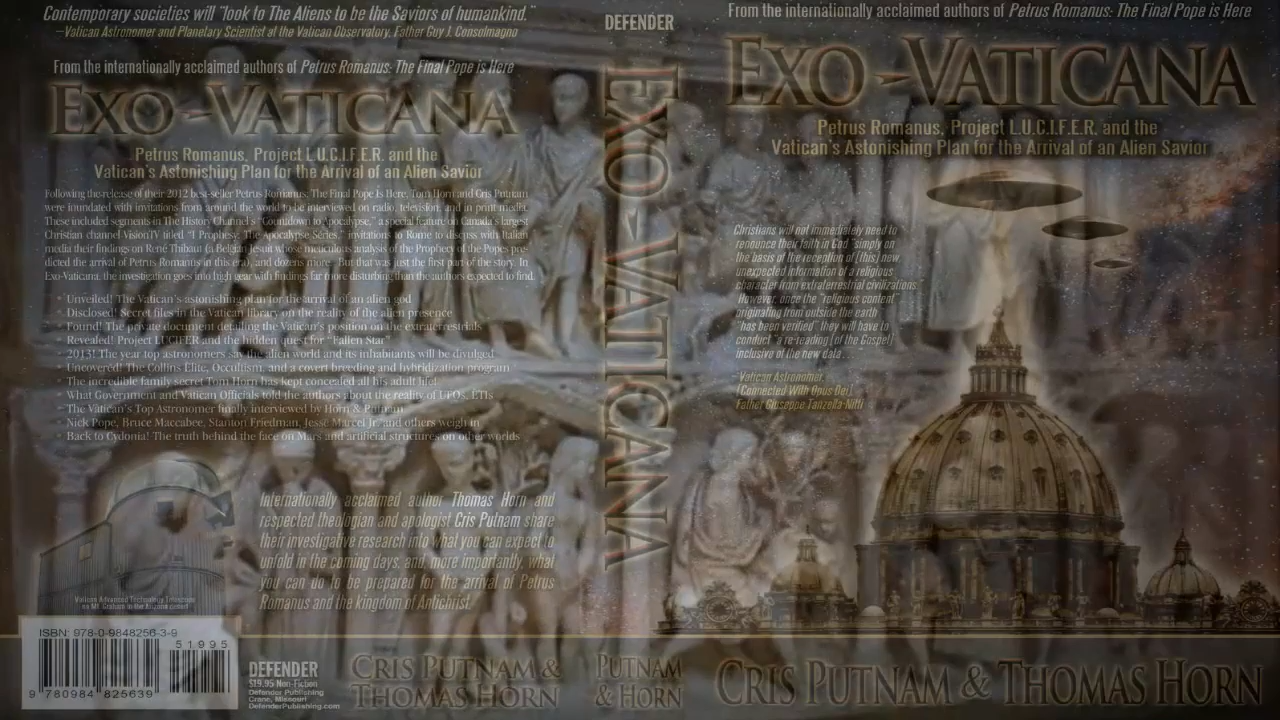 Contemporary societies will "look to The Aliens to be the Saviors of humankind."
—Vatican Astronomer and Planetary Scientist at the Vatican Observatory, Father Guy J. Consolmagno
From the internationally acclaimed authors of Petrus Romanus: The Final Pope is Here
EXO-VATICANA
Petrus Romanus, Project L.U.C.I.F.E.R. and the
Vatican's Astonishing Plan for the Arrival of an Alien Savior
Following the release of their 2012 best-seller Petrus Romanus: The Final Pope Is Here, Tom Horn and Cris Putnam
were inundated with invitations from around the world to be interviewed on radio, television, and in print media.
These included segments in The History Channel's "Countdown to Apocalypse," a special feature on Canada's largest
Christian channel VisionTV titled "I Prophesy: The Apocalypse Series," invitations to Rome to discuss with Italian
media their findings on René Thibaut (a Belgian Jesuit whose meticulous analysis of the Prophecy of the Popes pre-
dicted the arrival of Petrus Romanus in this era), and dozens more. But that was just the first part of the story. In
Exo-Vaticana, the investigation goes into high gear with findings far more disturbing than the authors expected to find.
• Unveiled! The Vatican's astonishing plan for the arrival of an alien god
• Disclosed! Secret files in the Vatican library on the reality of the alien presence
• Found! The private document detailing the Vatican's position on the extraterrestrials
• Revealed! Project LUCIFER and the hidden quest for "Fallen Star"
• 2013! The year top astronomers say the alien world and its inhabitants will be divulged
• Uncovered! The Collins Elite, Occultism, and a covert breeding and hybridization program
• The incredible family secret Tom Horn has kept concealed all his adult life!
• What Government and Vatican Officials told the authors about the reality of UFOs, ETIs
• The Vatican's Top Astronomer finally interviewed by Horn & Putnam
• Nick Pope, Bruce Maccabee, Stanton Friedman, Jesse Marcel Jr. and others weigh in
• Back to Cydonia! The truth behind the face on Mars and artificial structures on other worlds
Internationally acclaimed author Thomas Horn and
respected theologian and apologist Cris Putnam share
their investigative research into what you can expect to
unfold in the coming days, and more importantly, what
you can do to be prepared for the arrival of Petrus
Romanus and the kingdom of Antichrist.
Vatican Advanced Technology Telescope
on Mt. Graham in the Arizona desert
ISBN: 978-0-9848256-3-9
51995
9 780984 825639
DEFENDER
$19.95 Non-Fiction
Defender Publishing
Crane, Missouri
DefenderPublishing.com
CRIS PUTNAM &
THOMAS HORN
DEFENDER
EXO-VATICANA
PUTNAM
& HORN
From the internationally acclaimed authors of Petrus Romanus: The Final Pope is Here
EXO-VATICANA
Petrus Romanus, Project L.U.C.I.F.E.R. and the
Vatican's Astonishing Plan for the Arrival of an Alien Savior
Christians will not immediately need to
renounce their faith in God "simply on
the basis of the reception of [this] new,
unexpected information of a religious
character from extraterrestrial civilizations."
However, once the "religious content"
originating from outside the earth
"has been verified" they will have to
conduct "a re-reading [of the Gospel]
inclusive of the new data . . .
Vatican Astronomer,
[Connected With Opus Dei],
Father Giuseppe Tanzella-Nitti
CRIS PUTNAM & THOMAS HORN